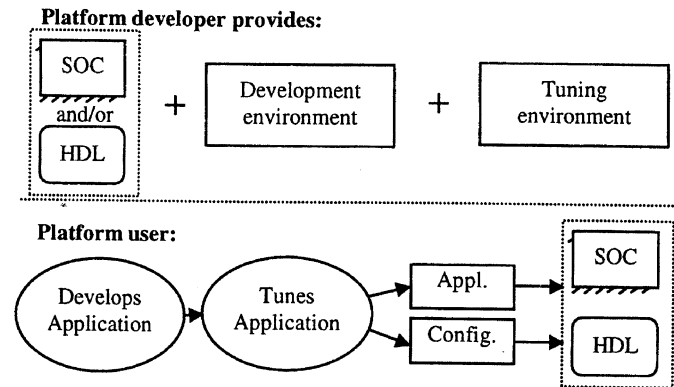 Platform developer provides:
SOC
and/or
HDL
+
Development
environment
+
Tuning
environment
Platform user:
Develops
Application
Tunes
Application
Appl.
Config.
SOC
HDL